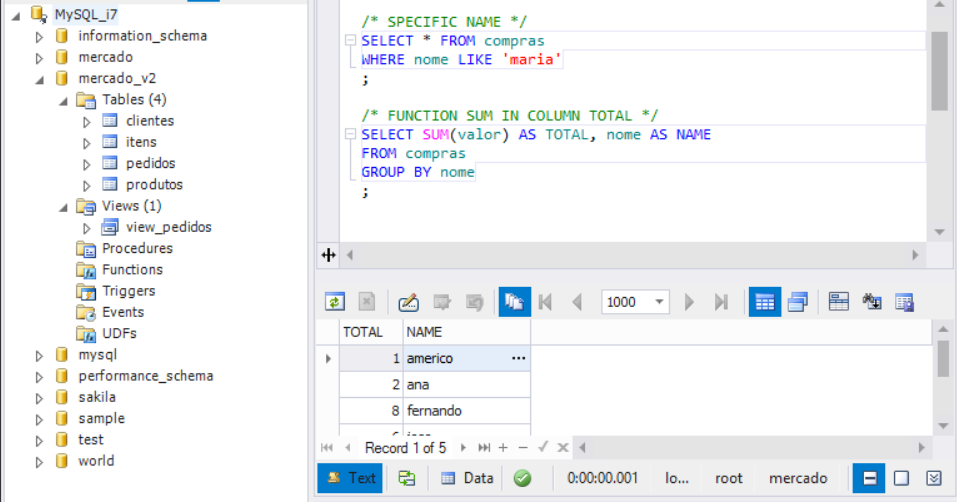 MySQL_i7
information_schema
mercado
mercado_v2
Tables (4)
clientes
itens
pedidos
produtos
Views (1)
view_pedidos
Procedures
Functions
Triggers
Events
UDFs
mysql
performance_schema
sakila
sample
test
world
/* SPECIFIC NAME */
SELECT * FROM compras
WHERE nome LIKE 'maria'
;
/* FUNCTION SUM IN COLUMN TOTAL */
SELECT SUM(valor) AS TOTAL, nome AS NAME
FROM compras
GROUP BY nome
;
1000
TOTAL NAME
1 americo ...
2 ana
8 fernando
Record 1 of 5
Text Data 0:00:00.001 lo... root mercado